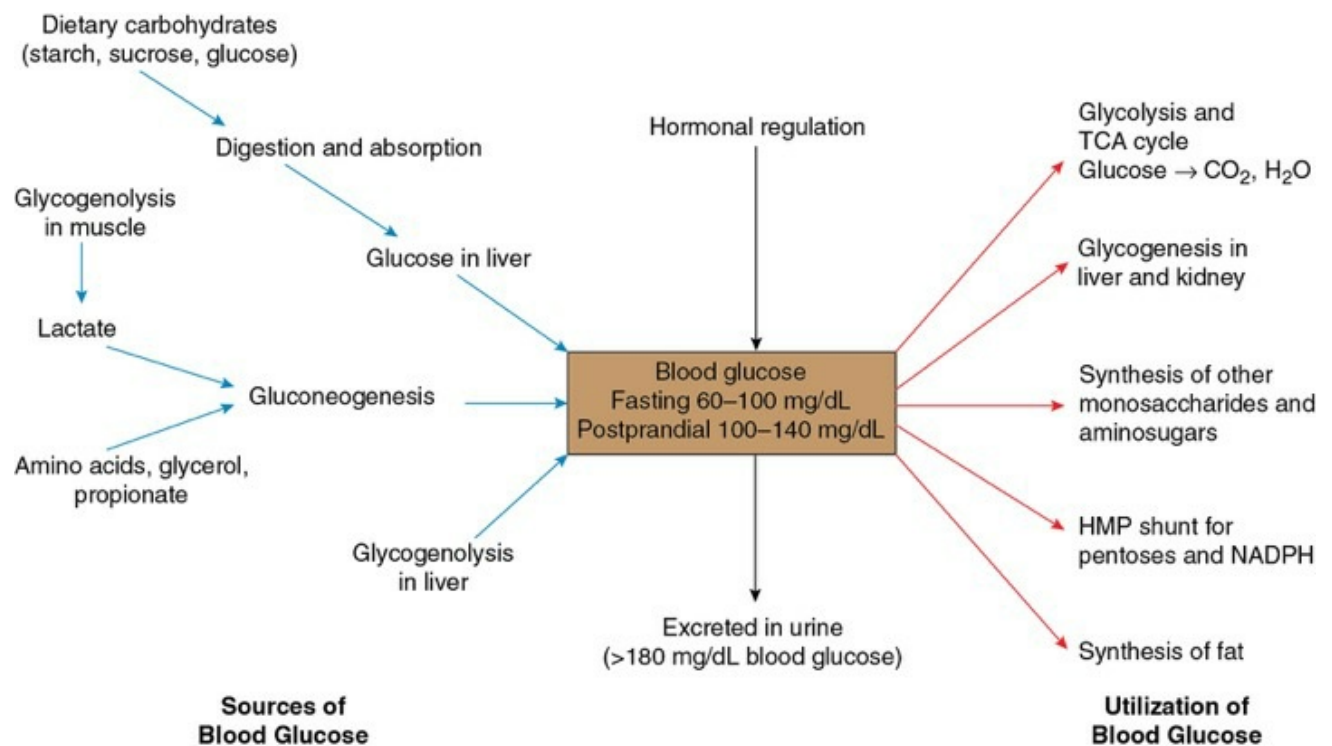 Dietary carbohydrates
(starch, sucrose, glucose)
Digestion and absorption
Glycogenolysis
in muscle
Glucose in liver
Lactate
Gluconeogenesis
Amino acids, glycerol,
propionate
Glycogenolysis
in liver
Sources of
Blood Glucose
Hormonal regulation
Blood glucose
Fasting 60–100 mg/dL
Postprandial 100–140 mg/dL
Excreted in urine
(>180 mg/dL blood glucose)
Glycolysis and
TCA cycle
Glucose → CO₂, H₂O
Glycogenesis in
liver and kidney
Synthesis of other
monosaccharides and
aminosugars
HMP shunt for
pentoses and NADPH
Synthesis of fat
Utilization of
Blood Glucose